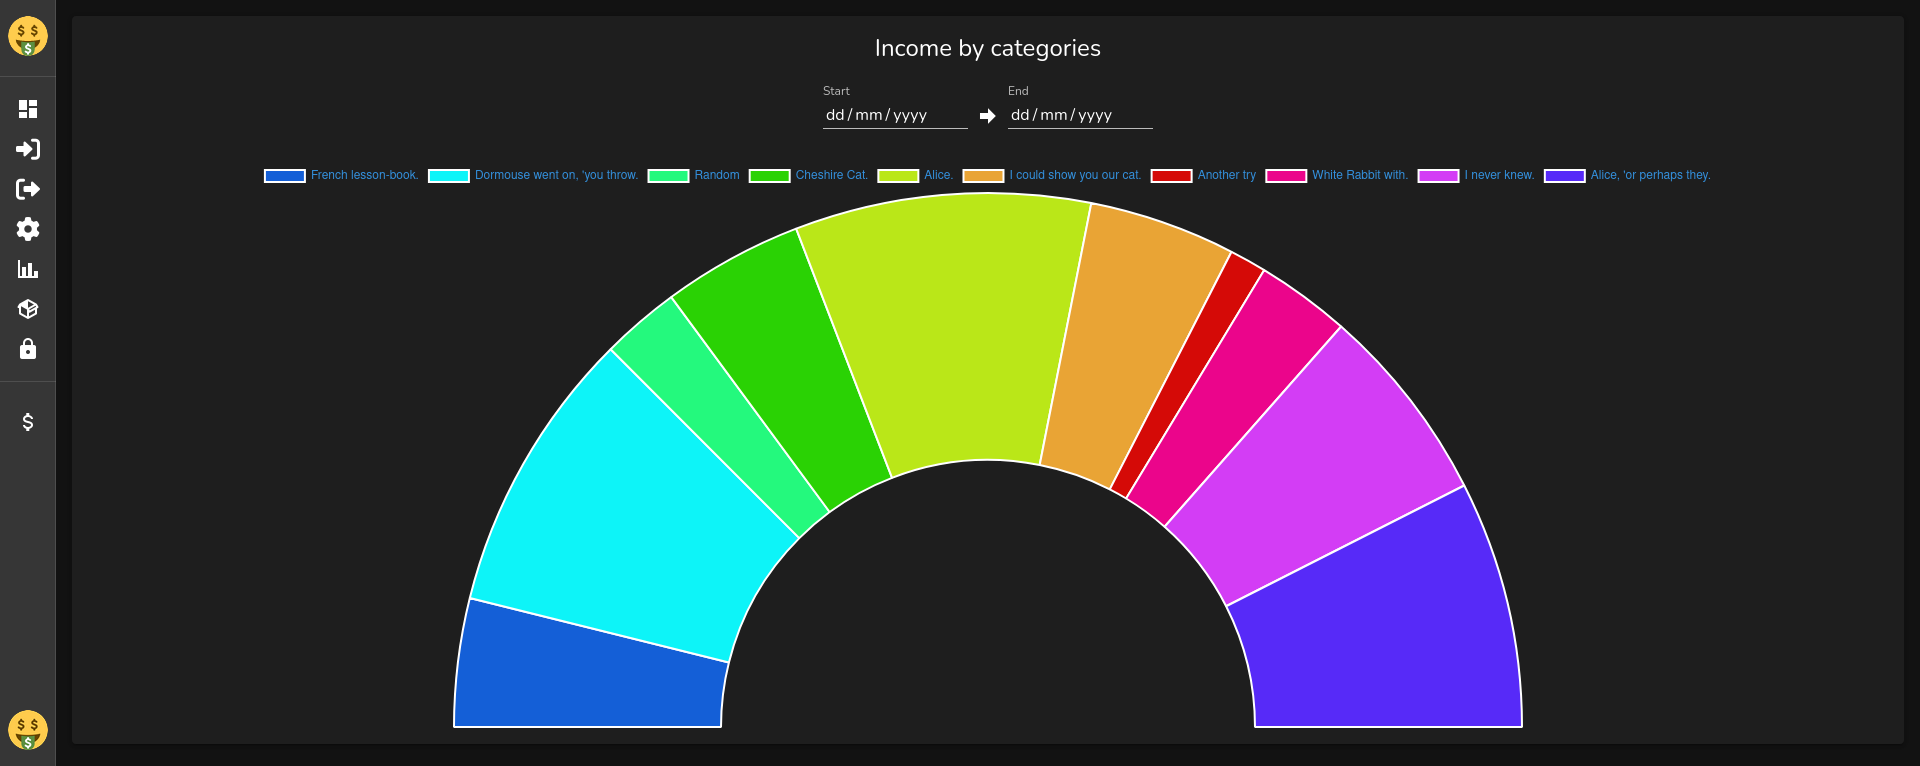 Income by categories
Start
End
dd/mm/yyyy
dd/mm/yyyy
French lesson-book. Dormouse went on, 'you throw. Random Cheshire Cat. Alice. I could show you our cat. Another try White Rabbit with. I never knew. Alice, 'or perhaps they.